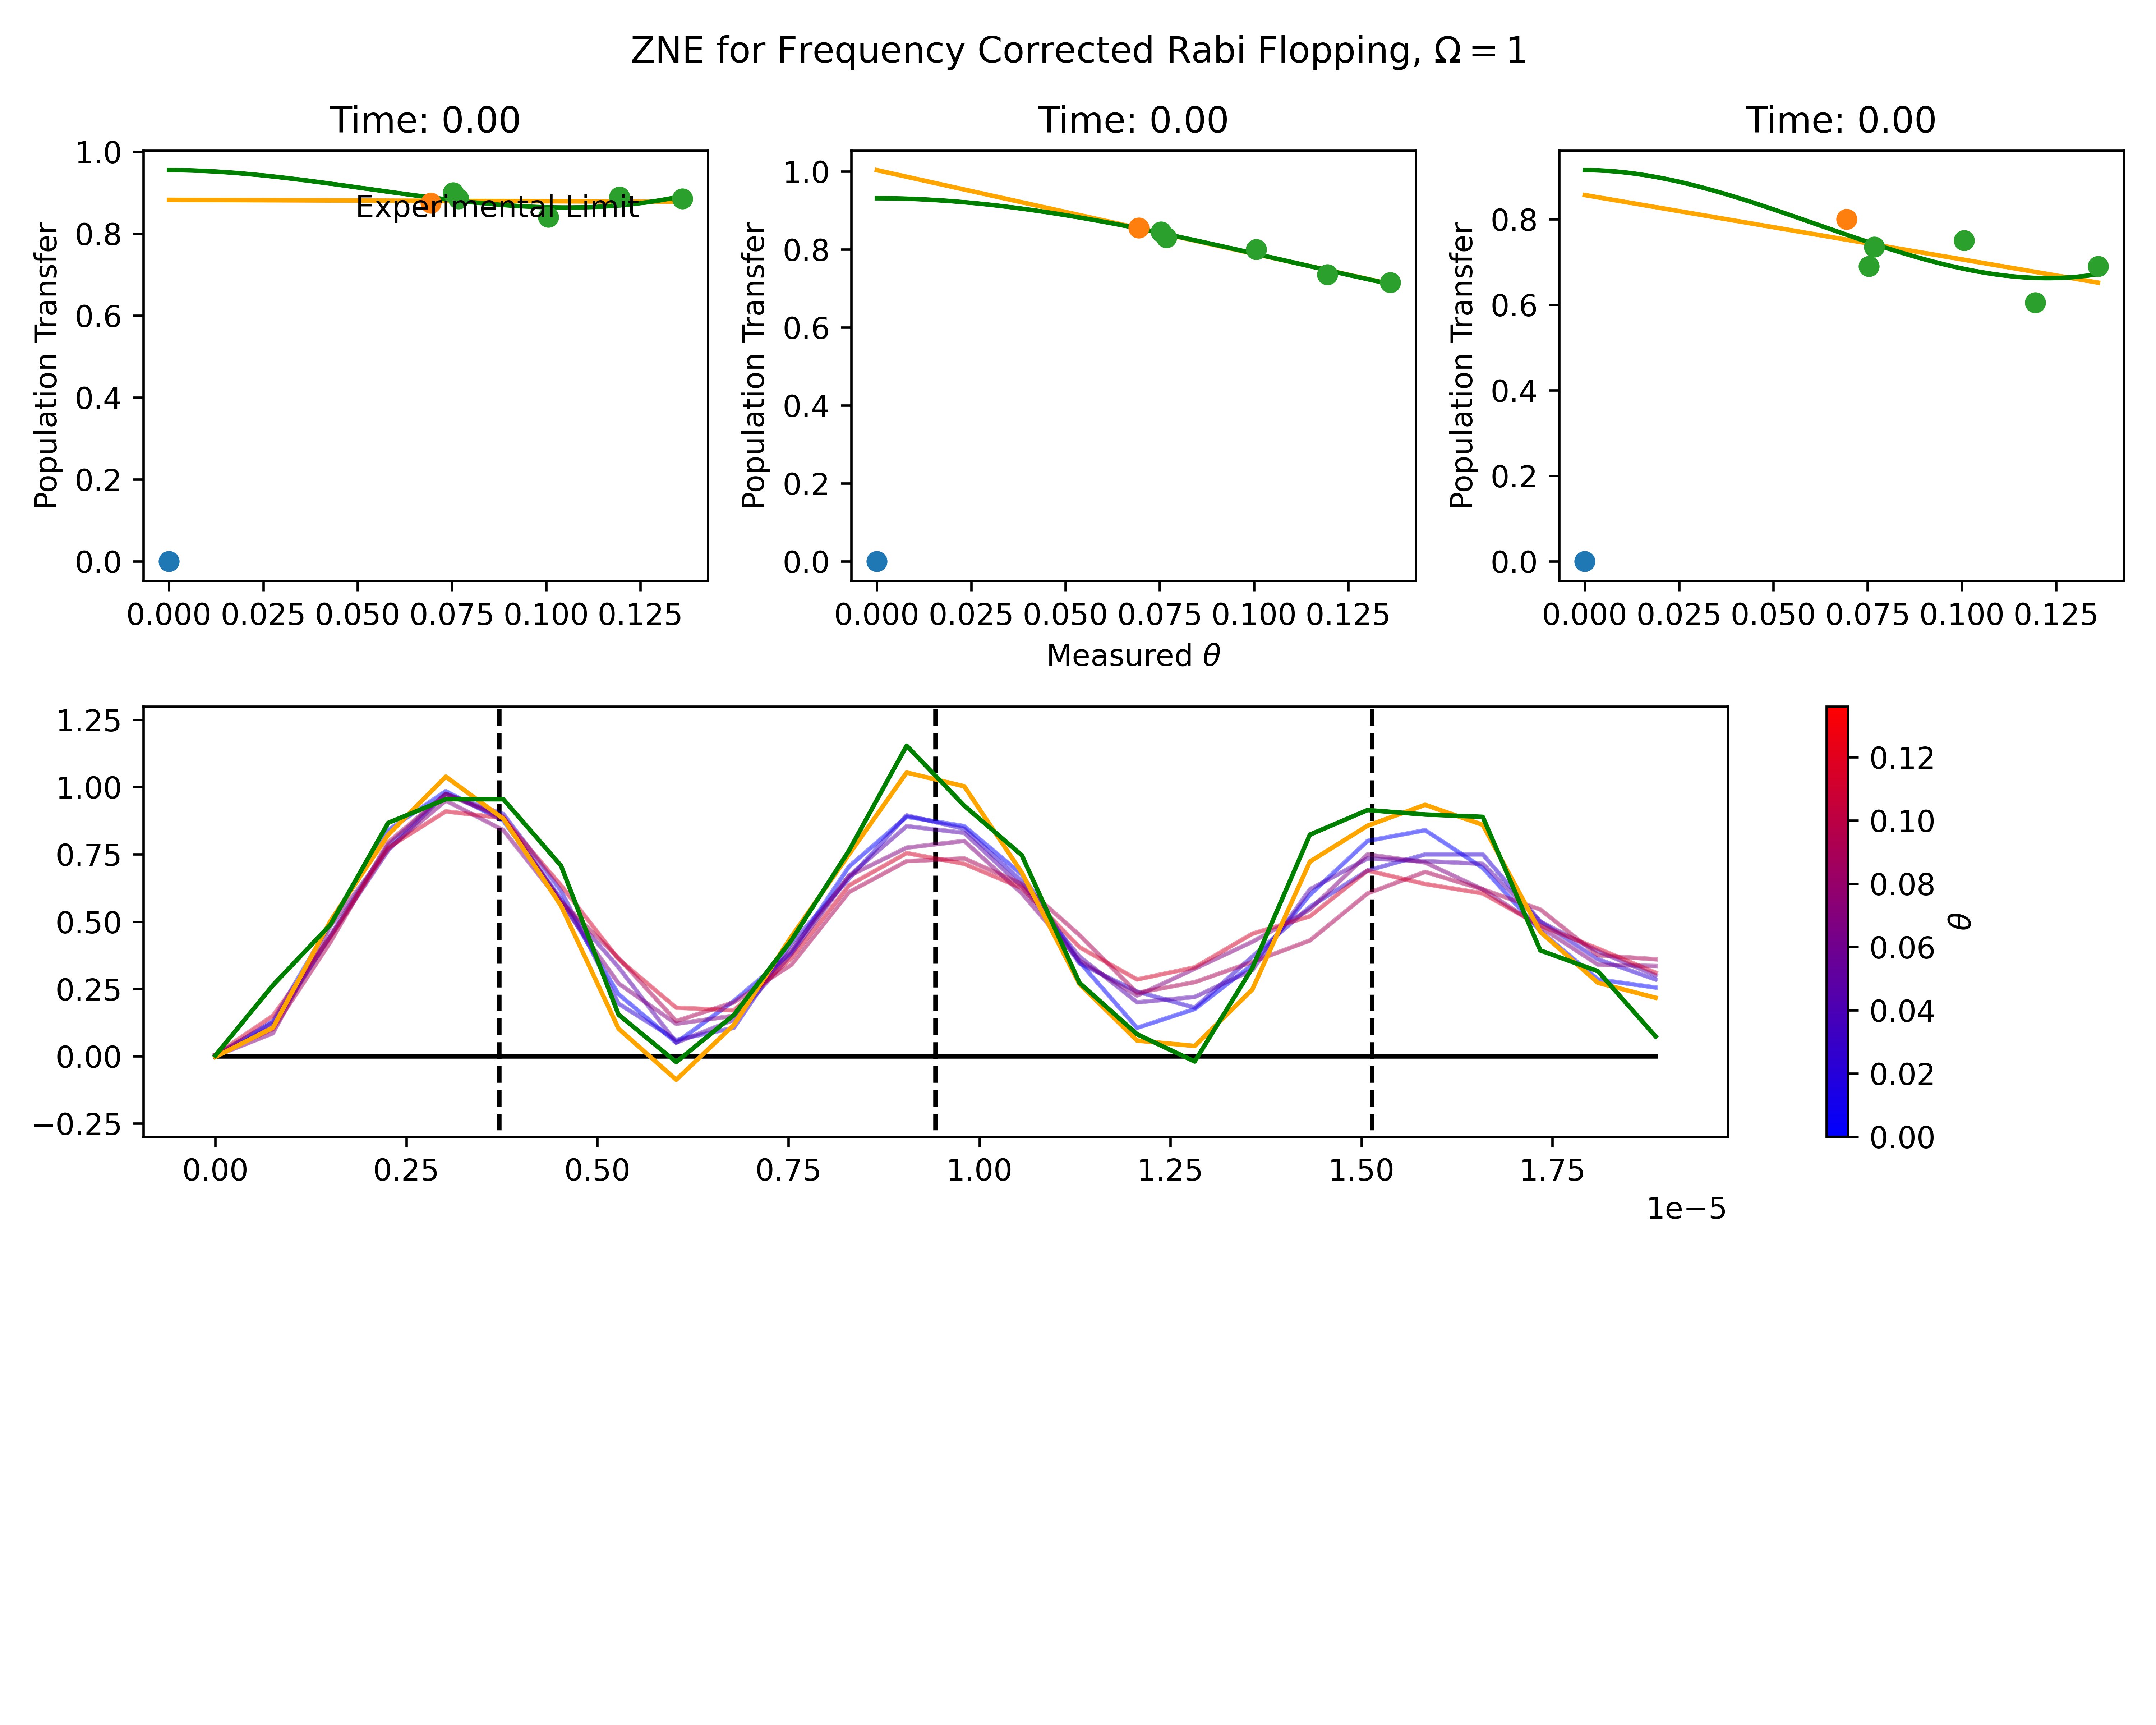 ZNE for Frequency Corrected Rabi Flopping, Ω = 1
Time: 0.00
Time: 0.00
Time: 0.00
Population Transfer
1.0
0.8
0.6
0.4
0.2
0.0
Experimental Limit
0.000 0.025 0.050 0.075 0.100 0.125
Population Transfer
1.0
0.8
0.6
0.4
0.2
0.0
0.000 0.025 0.050 0.075 0.100 0.125
Measured θ
Population Transfer
0.8
0.6
0.4
0.2
0.0
0.000 0.025 0.050 0.075 0.100 0.125
1.25
1.00
0.75
0.50
0.25
0.00
−0.25
0.00 0.25 0.50 0.75 1.00 1.25 1.50 1.75
1e−5
0.12
0.10
0.08
0.06
0.04
0.02
0.00
θ